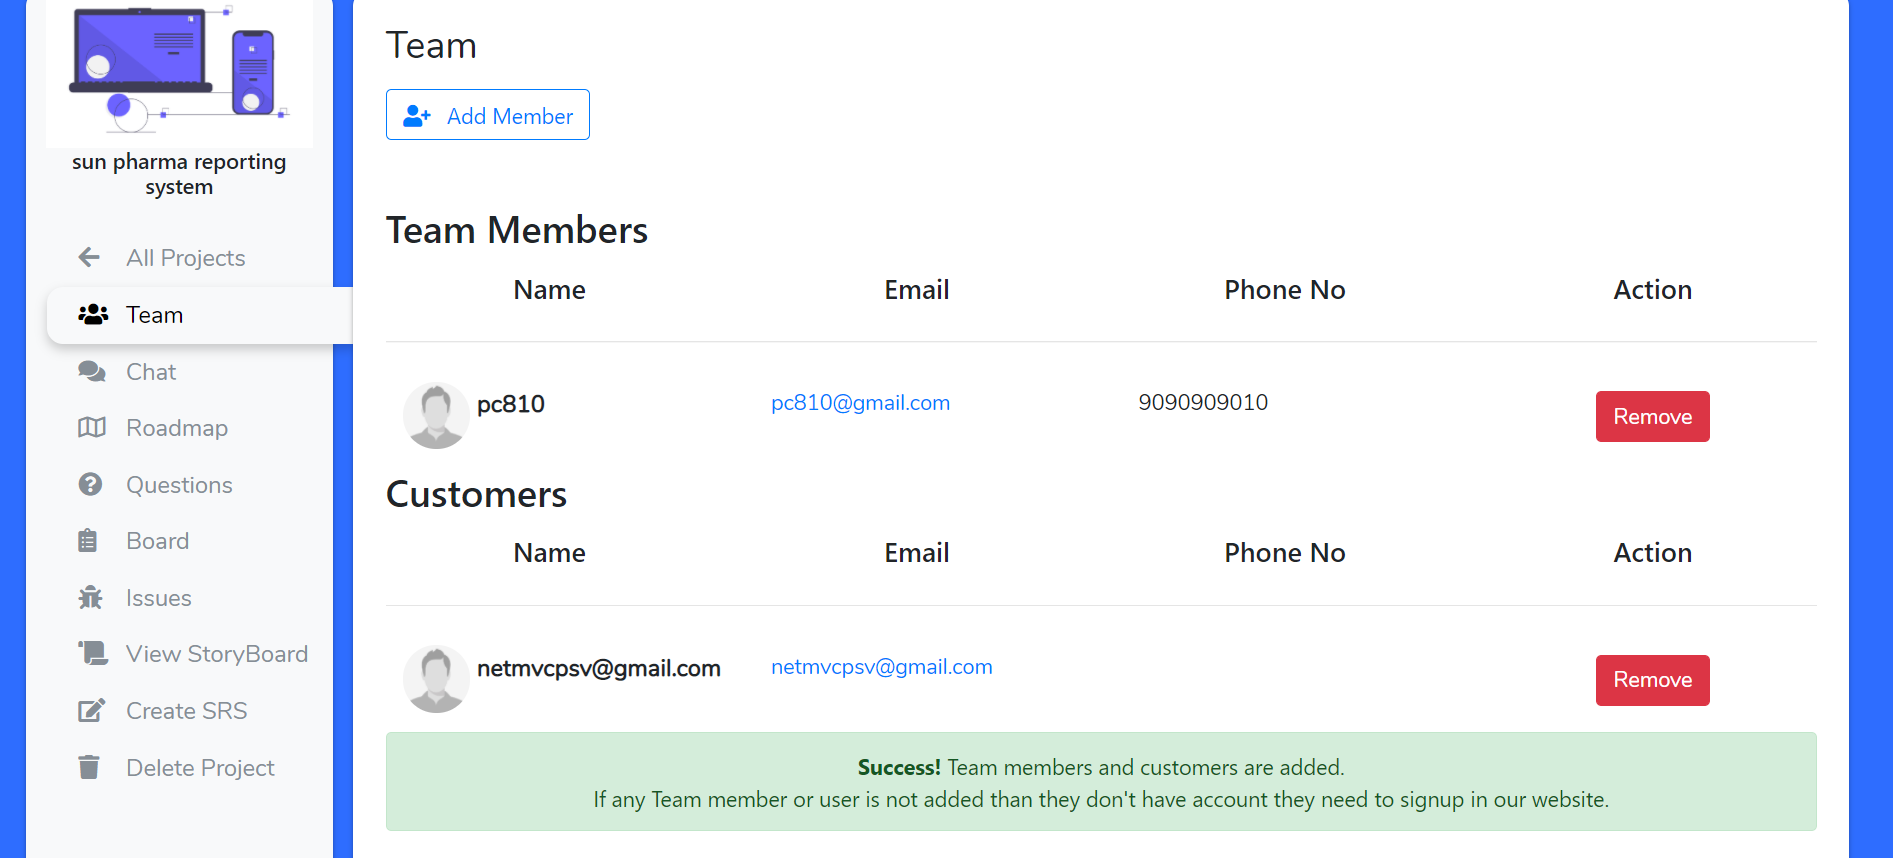 sun pharma reporting
system
All Projects
Team
Chat
Roadmap
Questions
Board
Issues
View StoryBoard
Create SRS
Delete Project
Team
Add Member
Team Members
Name Email Phone No Action
pc810 pc810@gmail.com 9090909010 Remove
Customers
Name Email Phone No Action
netmvcpsv@gmail.com netmvcpsv@gmail.com Remove
Success! Team members and customers are added.
If any Team member or user is not added than they don't have account they need to signup in our website.